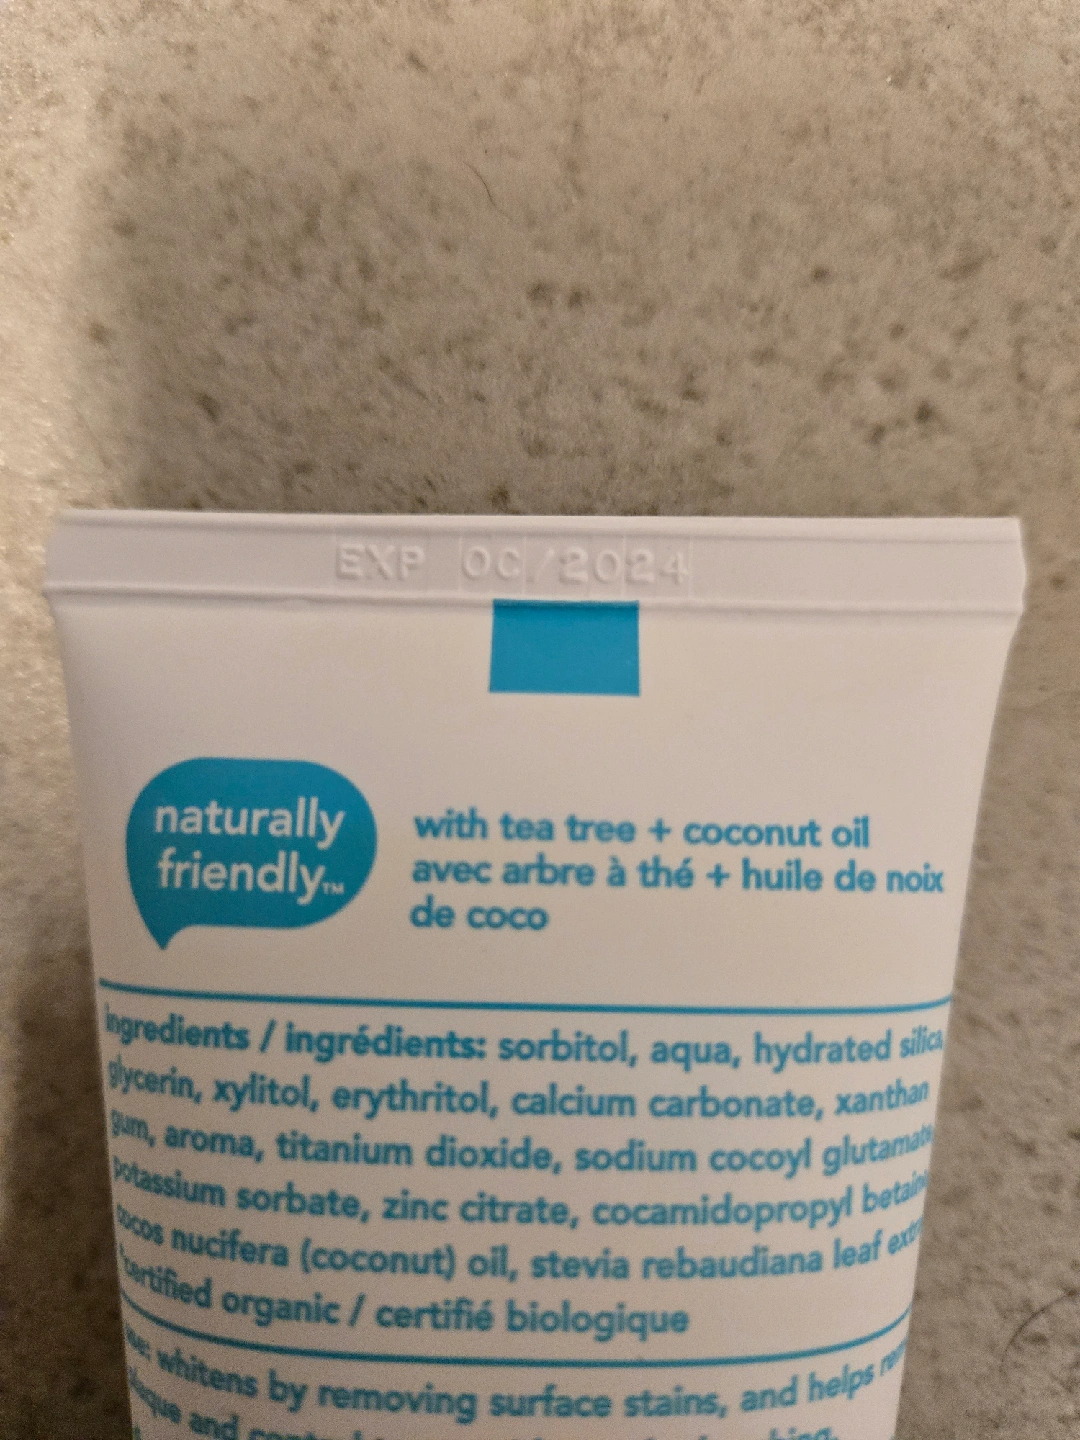 EXP OC/2024
naturally
friendly™
with tea tree + coconut oil
avec arbre à thé + huile de noix
de coco
ingredients / ingrédients: sorbitol, aqua, hydrated silica,
glycerin, xylitol, erythritol, calcium carbonate, xanthan
gum, aroma, titanium dioxide, sodium cocoyl glutamate,
potassium sorbate, zinc citrate, cocamidopropyl betaine,
cocos nucifera (coconut) oil, stevia rebaudiana leaf
certified organic / certifié biologique
whitens by removing surface stains, and helps
and